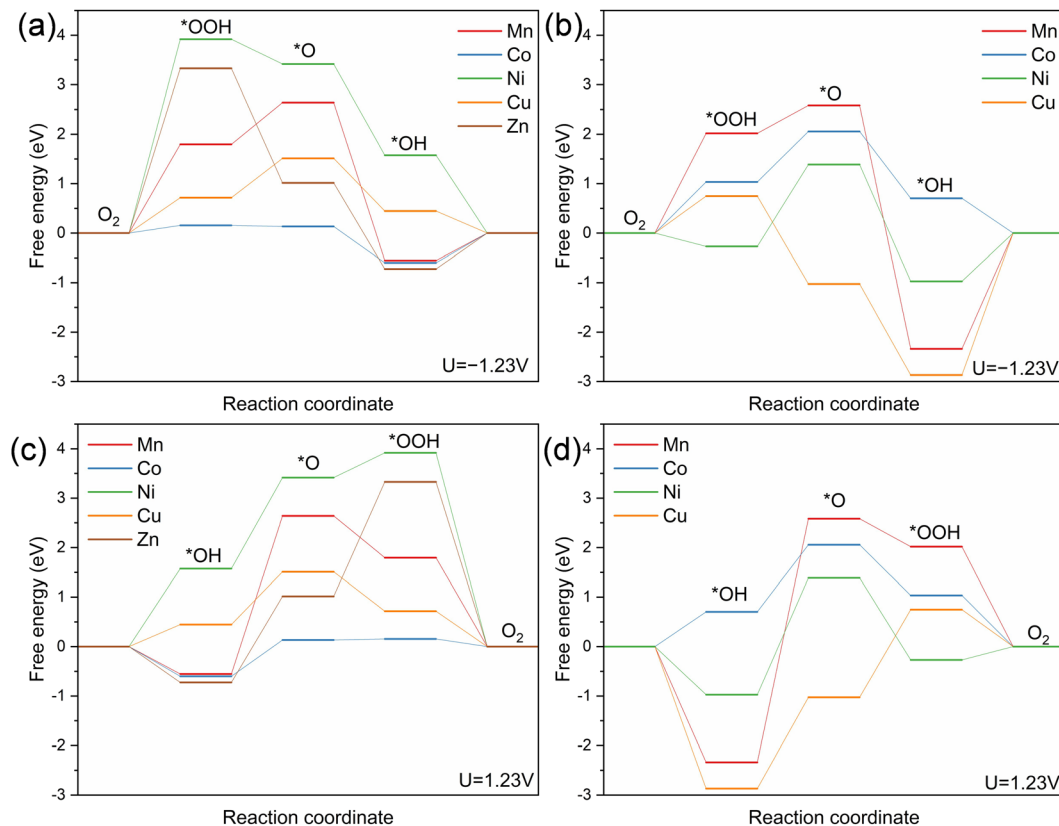 (a)
*OOH
*O
*OH
O₂
Mn
Co
Ni
Cu
Zn
4
3
2
1
0
-1
-2
-3
Free energy (eV)
U=−1.23V
Reaction coordinate
(b)
*OOH
*O
*OH
O₂
Mn
Co
Ni
Cu
4
3
2
1
0
-1
-2
-3
Free energy (eV)
U=−1.23V
Reaction coordinate
(c)
Mn
Co
Ni
Cu
Zn
*OH
*O
*OOH
O₂
4
3
2
1
0
-1
-2
-3
Free energy (eV)
U=1.23V
Reaction coordinate
(d)
Mn
Co
Ni
Cu
*OH
*O
*OOH
O₂
4
3
2
1
0
-1
-2
-3
Free energy (eV)
U=1.23V
Reaction coordinate